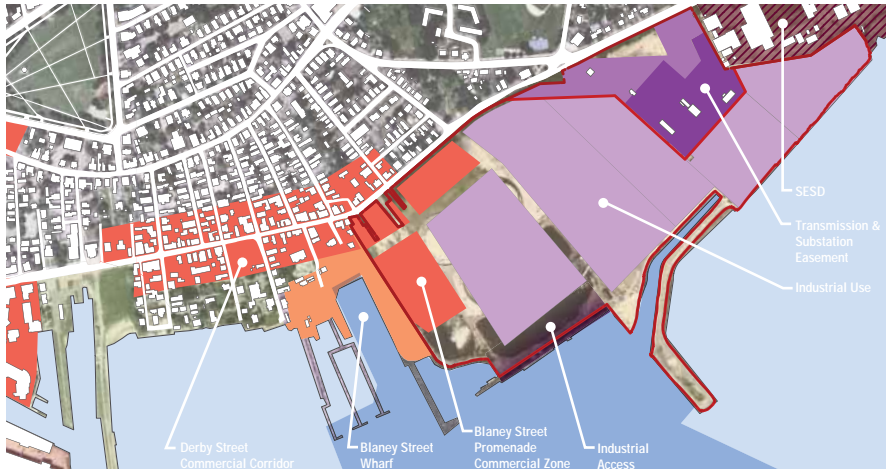 SESD
Transmission &
Substation
Easement
Industrial Use
Derby Street
Commercial Corridor
Blaney Street
Wharf
Blaney Street
Promenade
Commercial Zone
Industrial
Access